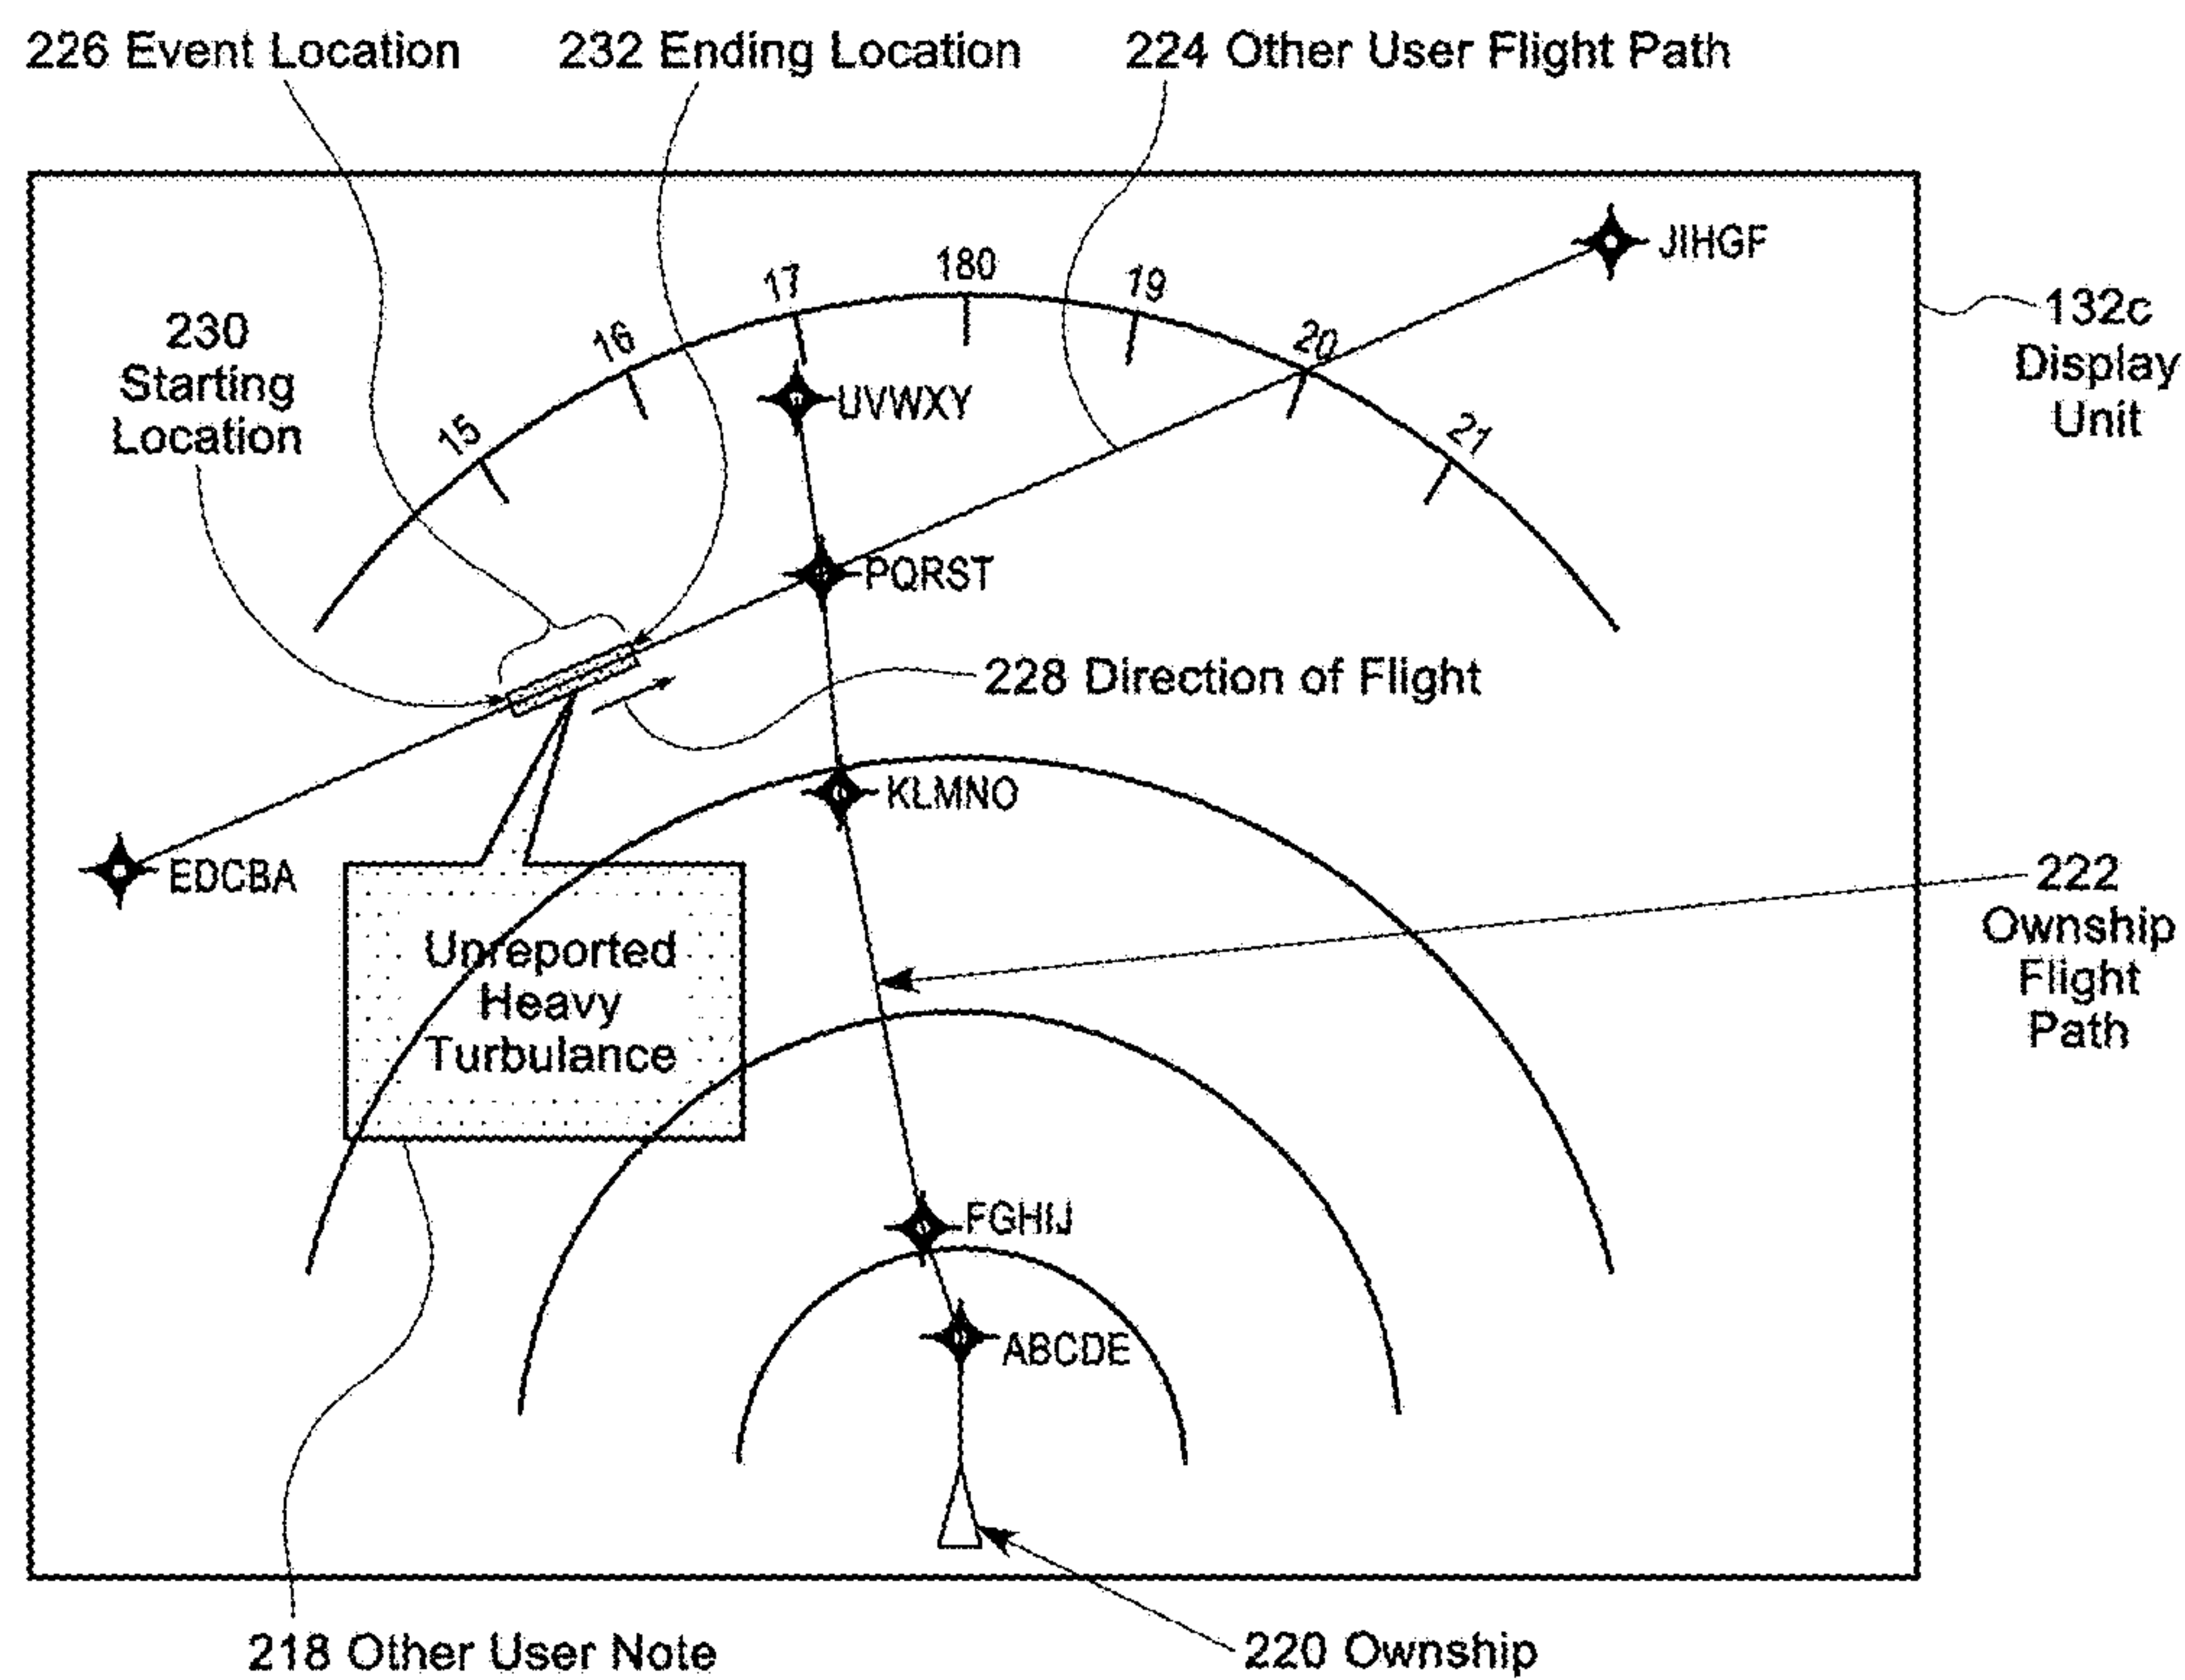 226 Event Location
232 Ending Location
224 Other User Flight Path
JIHGF
180
17
19
132c
Display
Unit
230
Starting
Location
16
20
UVWXY
15
21
PQRST
228 Direction of Flight
KLMNO
EDCBA
222
Ownship
Flight
Path
Unreported
Heavy
Turbulance
FGHIJ
ABCDE
218 Other User Note
220 Ownship